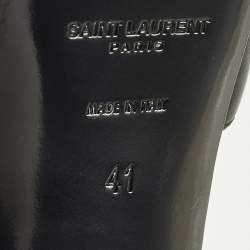 SAINT LAURENT
PARIS
MADE IN ITALY
41